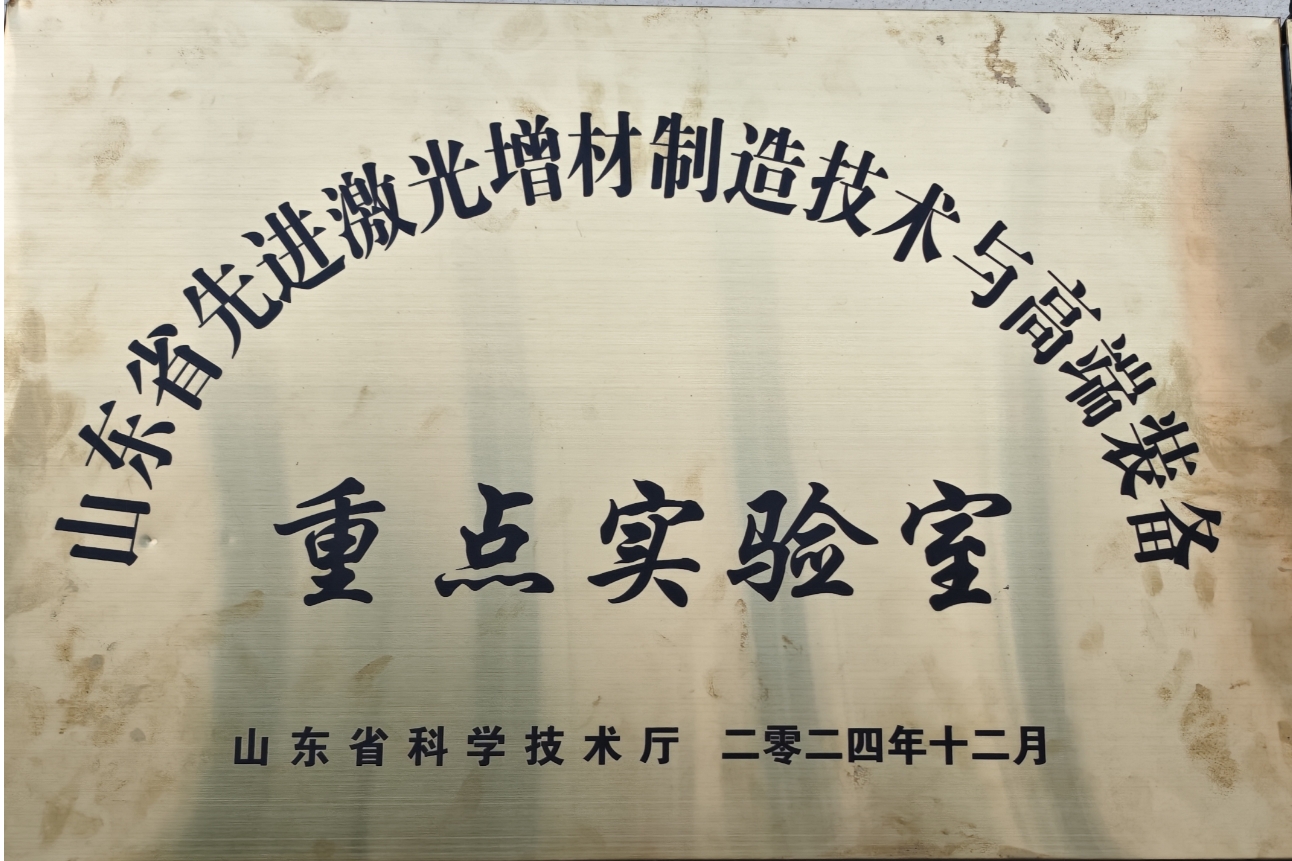 山东省先进激光增材制造技术与高端装备
重点实验室
山东省科学技术厅 二零二四年十二月